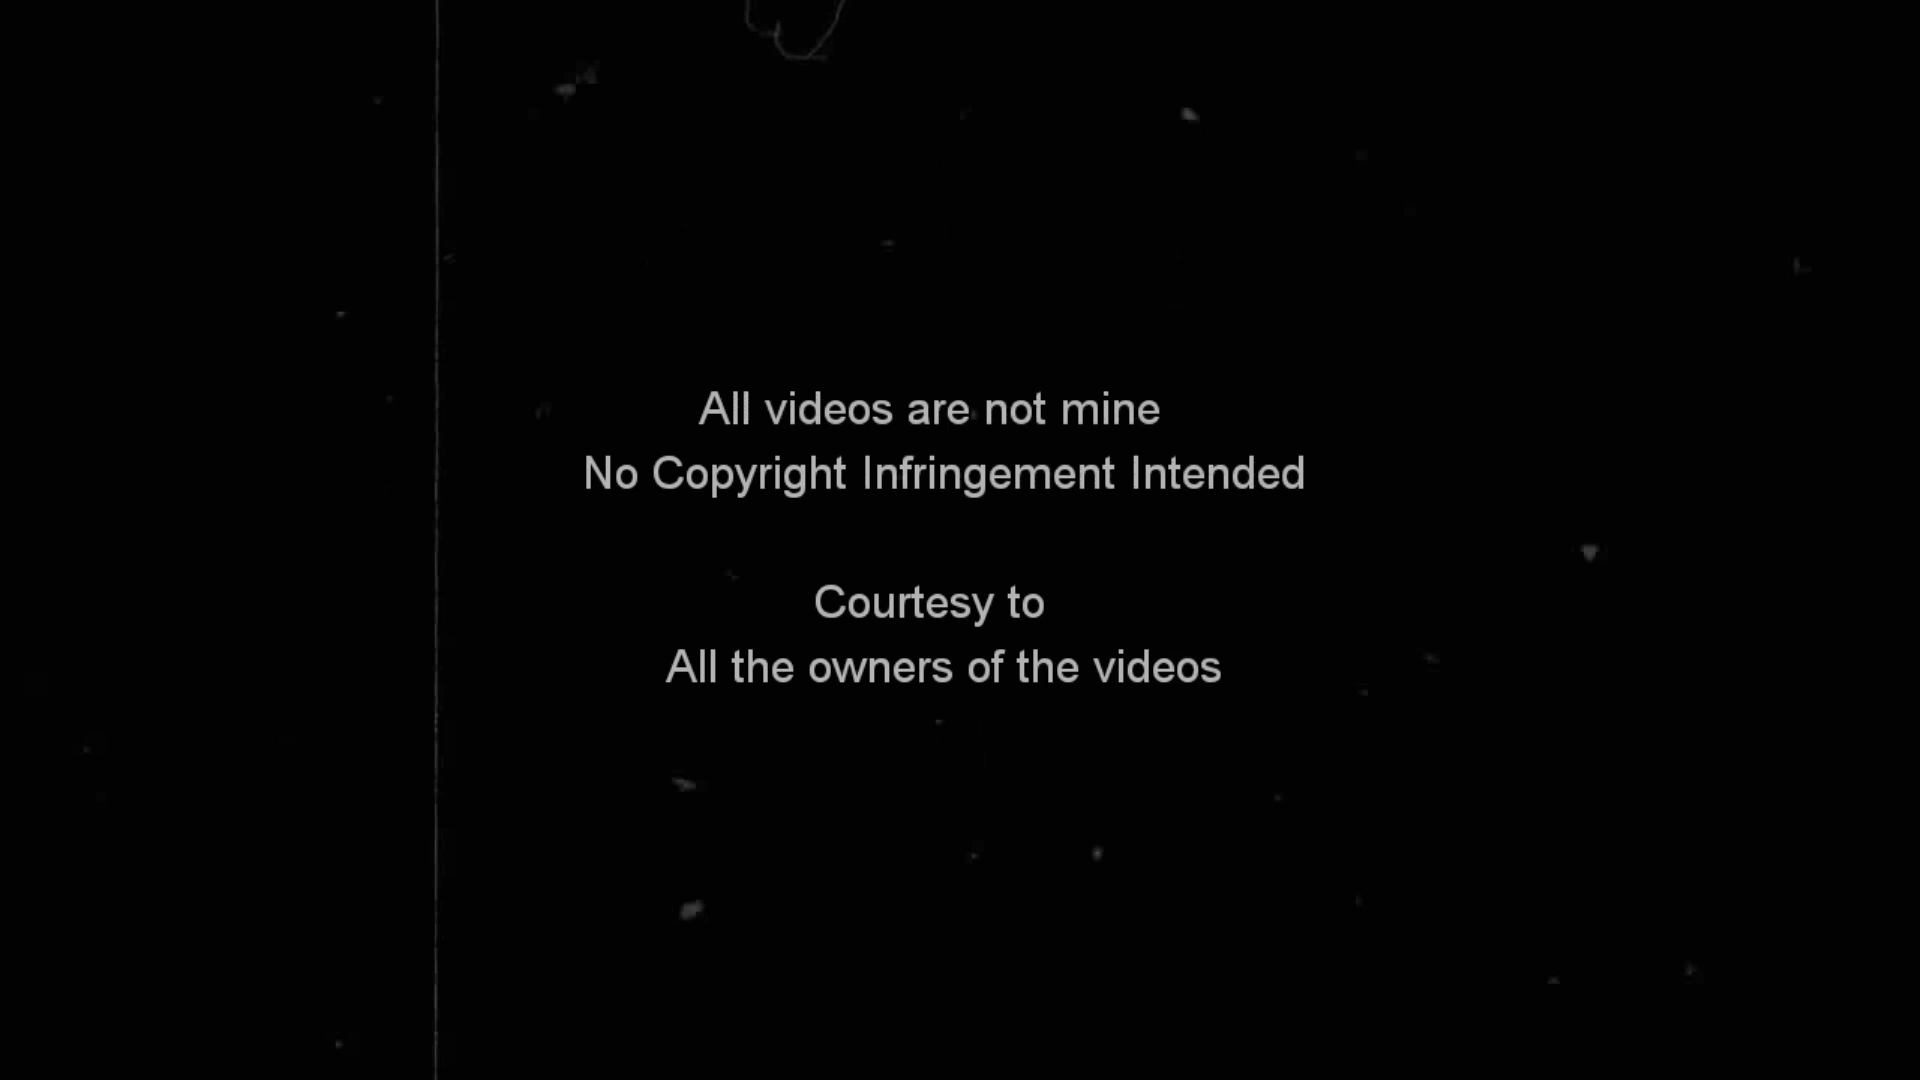 All videos are not mine
No Copyright Infringement Intended
Courtesy to
All the owners of the videos